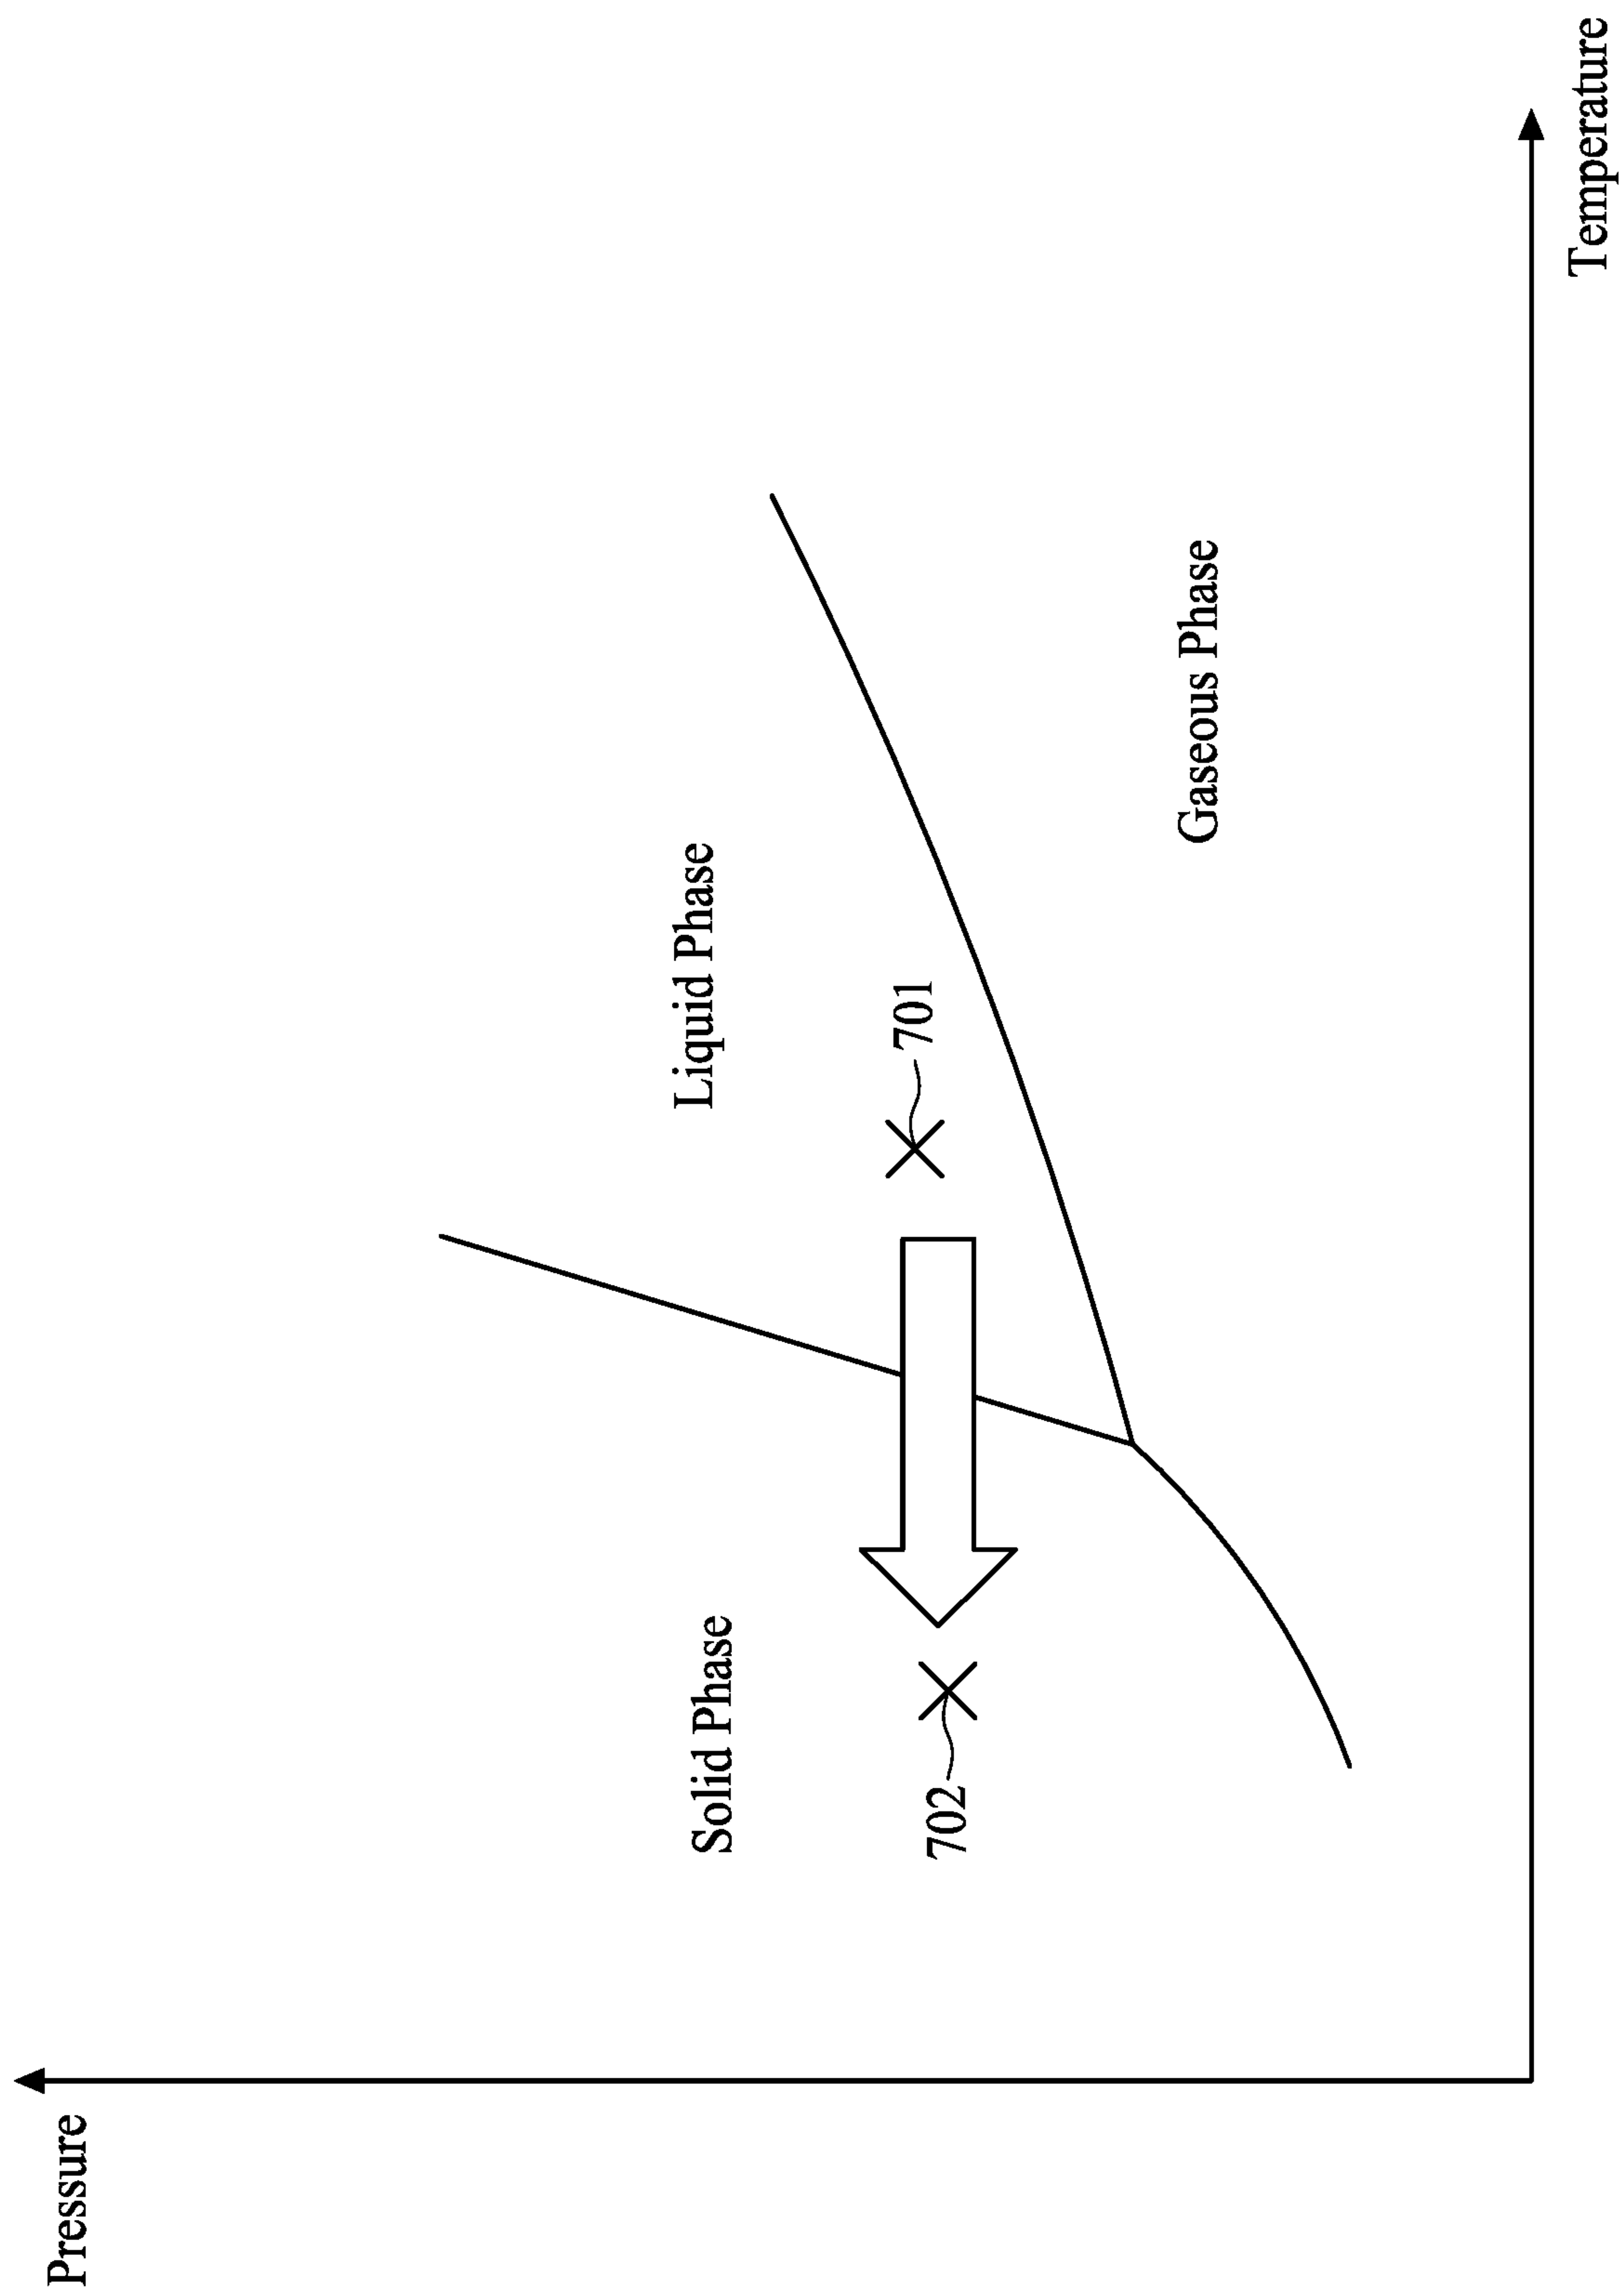 Pressure
Liquid Phase
Solid Phase
701
702
Gaseous Phase
Temperature